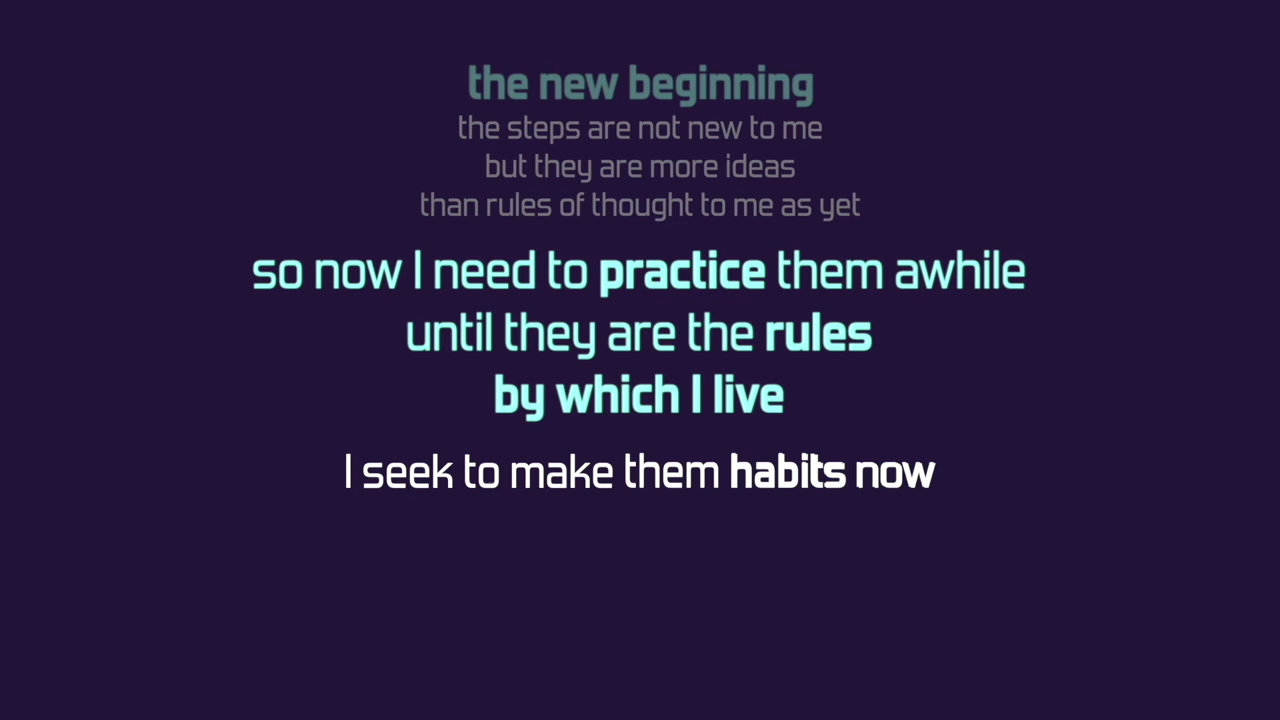 the new beginning
the steps are not new to me
but they are more ideas
than rules of thought to me as yet
so now I need to practice them awhile
until they are the rules
by which I live
I seek to make them habits now